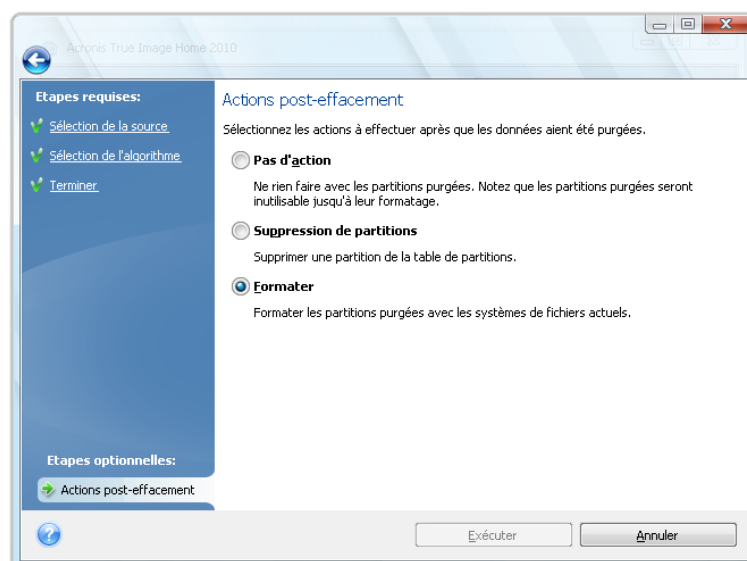 Acronis True Image Home 2010
Etapes requises:
Sélection de la source
Sélection de l'algorithme
Terminer
Actions post-effacement
Sélectionnez les actions à effectuer après que les données aient été purgées.
Pas d'action
Ne rien faire avec les partitions purgées. Notez que les partitions purgées seront
inutilisable jusqu'à leur formatage.
Suppression de partitions
Supprimer une partition de la table de partitions.
Formater
Formater les partitions purgées avec les systèmes de fichiers actuels.
Etapes optionnelles:
Actions post-effacement
Exécuter
Annuler